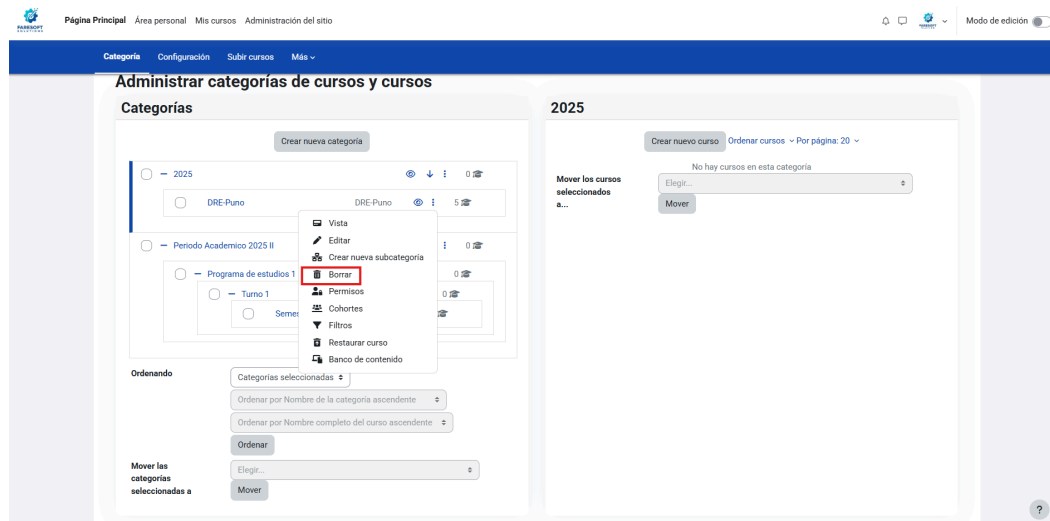 PARESOFT
SOLUTIONS
Página Principal Área personal Mis cursos Administración del sitio
Modo de edición
Categoría Configuración Subir cursos Más
Administrar categorías de cursos y cursos
Categorías
Crear nueva categoría
2025 0
DRE-Puno DRE-Puno 5
Vista
Editar
Crear nueva subcategoría
Borrar
Permisos
Cohortes
Filtros
Restaurar curso
Banco de contenido
Periodo Academico 2025 II 0
Programa de estudios 1 0
Turno 1 0
Ordenando
Categorías seleccionadas
Ordenar por Nombre de la categoría ascendente
Ordenar por Nombre completo del curso ascendente
Ordenar
Mover las
categorías
seleccionadas a
Elegir...
Mover
2025
Crear nuevo curso Ordenar cursos Por página: 20
No hay cursos en esta categoría
Mover los cursos
seleccionados
a...
Elegir...
Mover
?